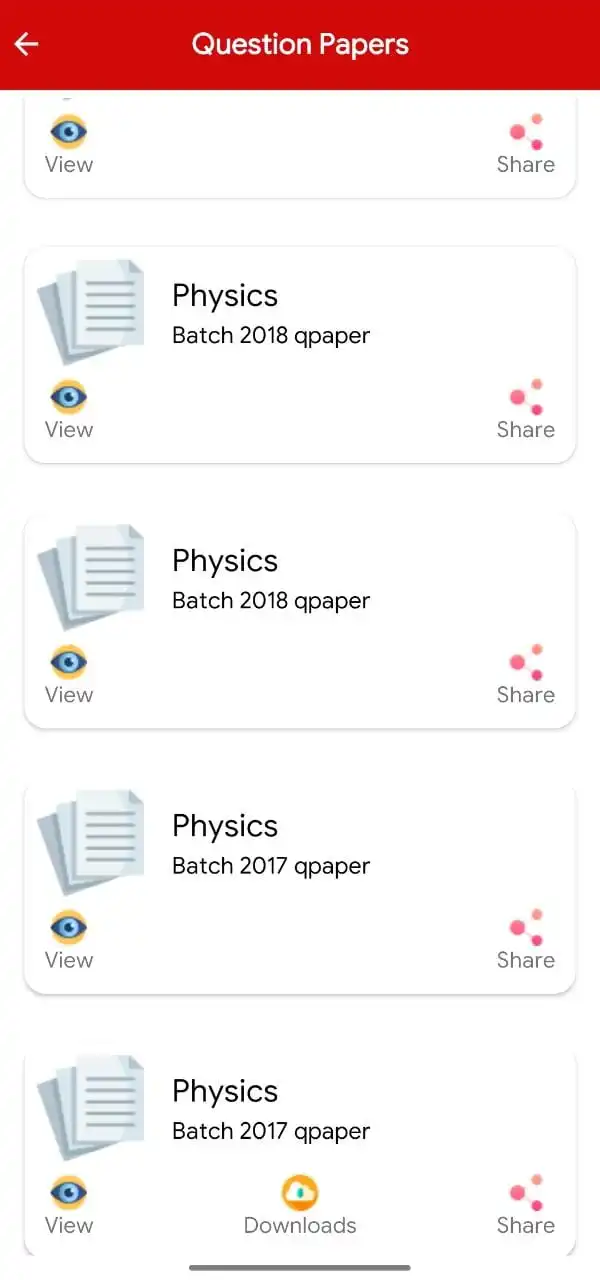 Question Papers
View Share
Physics
Batch 2018 qpaper
View Share
Physics
Batch 2018 qpaper
View Share
Physics
Batch 2017 qpaper
View Share
Physics
Batch 2017 qpaper
View Downloads Share